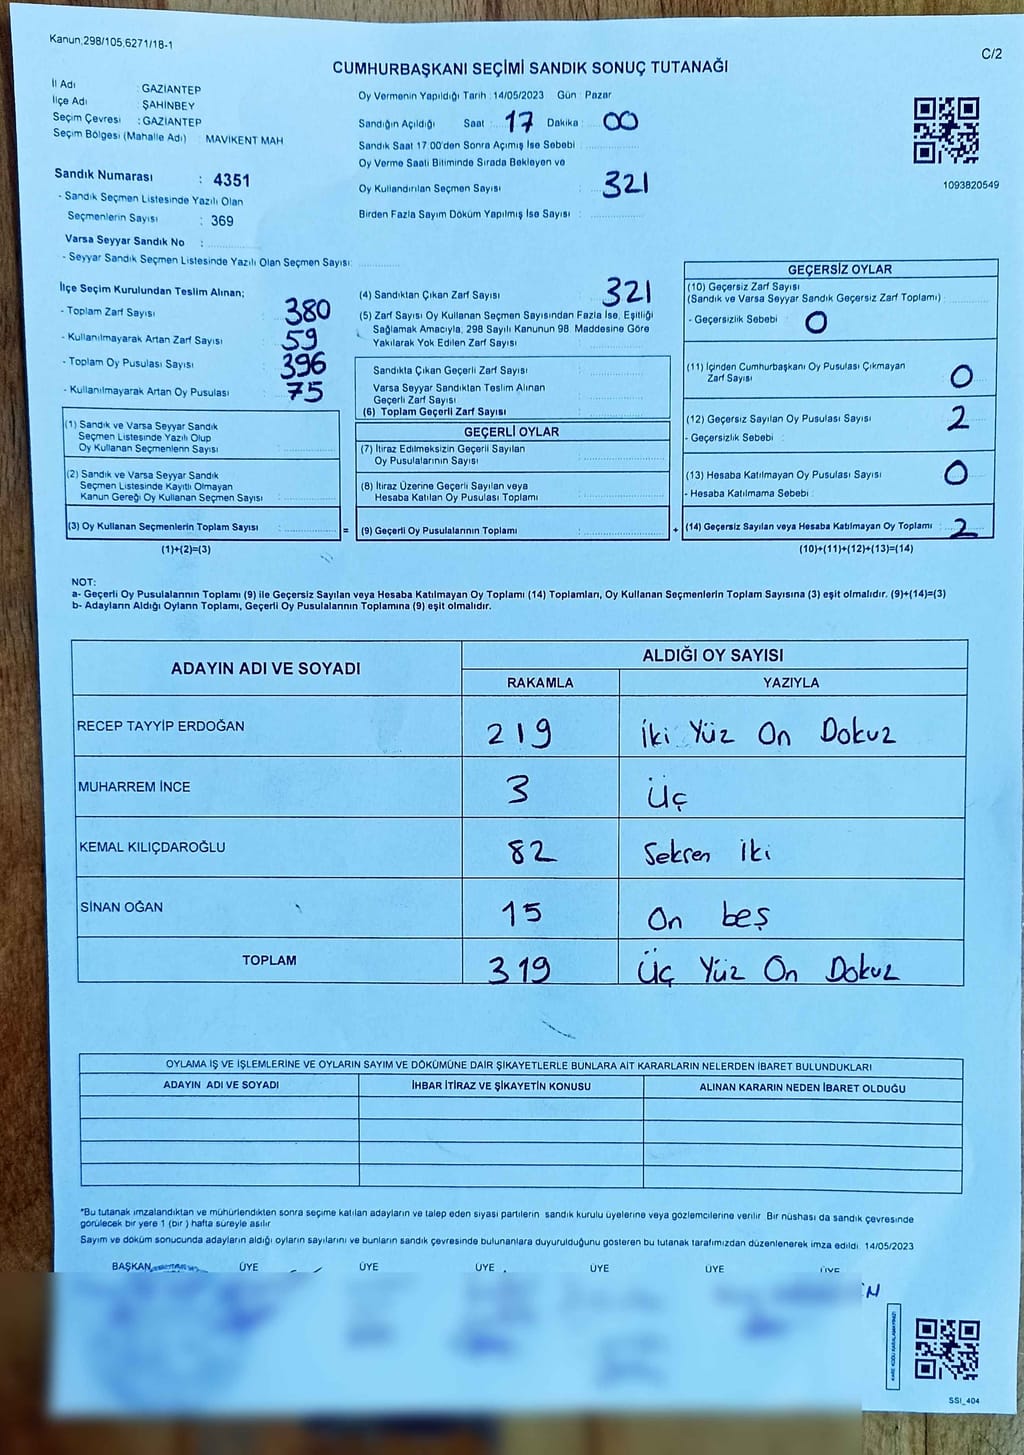 Kanun,298/105,6271/18-1
C/2
CUMHURBAŞKANI SEÇİMİ SANDIK SONUÇ TUTANAĞI
İl Adı : GAZİANTEP
İlçe Adı : ŞAHİNBEY
Seçim Çevresi : GAZİANTEP
Seçim Bölgesi (Mahalle Adı) : MAVİKENT MAH
Sandık Numarası : 4351
- Sandık Seçmen Listesinde Yazılı Olan
Seçmenlerin Sayısı : 369
Varsa Seyyar Sandık No :
- Seyyar Sandık Seçmen Listesinde Yazılı Olan Seçmen Sayısı:
Oy Vermenin Yapıldığı Tarih : 14/05/2023 Gün : Pazar
Sandığın Açıldığı Saat : 17 Dakika : 00
Sandık Saat 17.00'den Sonra Açımış İse Sebebi :
Oy Verme Saati Bitiminde Sırada Bekleyen ve
Oy Kullandırılan Seçmen Sayısı : 321
Birden Fazla Sayım Döküm Yapılmış İse Sayısı :
1093820549
İlçe Seçim Kurulundan Teslim Alınan;
- Toplam Zarf Sayısı : 380
- Kullanılmayarak Artan Zarf Sayısı : 59
- Toplam Oy Pusulası Sayısı : 396
- Kullanılmayarak Artan Oy Pusulası : 75
(1) Sandık ve Varsa Seyyar Sandık
Seçmen Listesinde Yazılı Olup
Oy Kullanan Seçmenlerin Sayısı :
(2) Sandık ve Varsa Seyyar Sandık
Seçmen Listesinde Kayıtlı Olmayan
Kanun Gereği Oy Kullanan Seçmen Sayısı :
(3) Oy Kullanan Seçmenlerin Toplam Sayısı : =
(1)+(2)=(3)
(4) Sandıktan Çıkan Zarf Sayısı : 321
(5) Zarf Sayısı Oy Kullanan Seçmen Sayısından Fazla İse, Eşitliği
Sağlamak Amacıyla, 298 Sayılı Kanunun 98. Maddesine Göre
Yakılarak Yok Edilen Zarf Sayısı :
Sandıkta Çıkan Geçerli Zarf Sayısı :
Varsa Seyyar Sandıktan Teslim Alınan
Geçerli Zarf Sayısı :
(6) Toplam Geçerli Zarf Sayısı :
GEÇERLİ OYLAR
(7) İtiraz Edilmeksizin Geçerli Sayılan
Oy Pusulalarının Sayısı :
(8) İtiraz Üzerine Geçerli Sayılan veya
Hesaba Katılan Oy Pusulası Toplamı :
(9) Geçerli Oy Pusulalarının Toplamı : +
GEÇERSİZ OYLAR
(10) Geçersiz Zarf Sayısı
(Sandık ve Varsa Seyyar Sandık Geçersiz Zarf Toplamı) :
- Geçersizlik Sebebi : 0
(11) İçinden Cumhurbaşkanı Oy Pusulası Çıkmayan
Zarf Sayısı : 0
(12) Geçersiz Sayılan Oy Pusulası Sayısı : 2
- Geçersizlik Sebebi :
(13) Hesaba Katılmayan Oy Pusulası Sayısı : 0
- Hesaba Katılmama Sebebi :
(14) Geçersiz Sayılan veya Hesaba Katılmayan Oy Toplamı : 2
(10)+(11)+(12)+(13)=(14)
NOT:
a- Geçerli Oy Pusulalarının Toplamı (9) ile Geçersiz Sayılan veya Hesaba Katılmayan Oy Toplamı (14) Toplamları, Oy Kullanan Seçmenlerin Toplam Sayısına (3) eşit olmalıdır. (9)+(14)=(3)
b- Adayların Aldığı Oyların Toplamı, Geçerli Oy Pusulalarının Toplamına (9) eşit olmalıdır.
ADAYIN ADI VE SOYADI ALDIĞI OY SAYISI
RAKAMLA YAZIYLA
RECEP TAYYİP ERDOĞAN 219 İki Yüz On Dokuz
MUHARREM İNCE 3 Üç
KEMAL KILIÇDAROĞLU 82 Seksen İki
SİNAN OĞAN 15 On beş
TOPLAM 319 Üç Yüz On Dokuz
OYLAMA İŞ VE İŞLEMLERİNE VE OYLARIN SAYIM VE DÖKÜMÜNE DAİR ŞİKAYETLERLE BUNLARA AİT KARARLARIN NELERDEN İBARET BULUNDUKLARI
ADAYIN ADI VE SOYADI İHBAR İTİRAZ VE ŞİKAYETİN KONUSU ALINAN KARARIN NEDEN İBARET OLDUĞU
*Bu tutanak imzalandıktan ve mühürlendikten sonra seçime katılan adayların ve talep eden siyasi partilerin sandık kurulu üyelerine veya gözlemcilerine verilir. Bir nüshası da sandık çevresinde
görülecek bir yere 1 (bir) hafta süreyle asılır
Sayım ve döküm sonucunda adayların aldığı oyların sayılarını ve bunların sandık çevresinde bulunanlara duyurulduğunu gösteren bu tutanak tarafımızdan düzenlenerek imza edildi. 14/05/2023
BAŞKAN ÜYE ÜYE ÜYE ÜYE ÜYE ÜYE
SSI_404